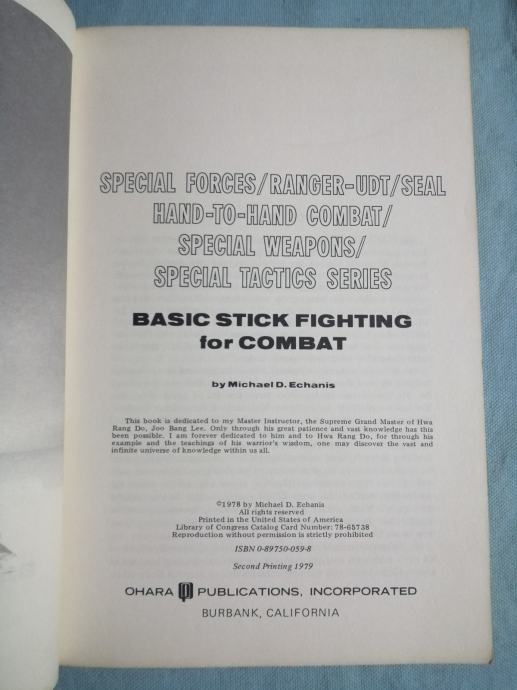 SPECIAL FORCES/RANGER-UDT/SEAL
HAND-TO-HAND COMBAT/
SPECIAL WEAPONS/
SPECIAL TACTICS SERIES
BASIC STICK FIGHTING
for COMBAT
by Michael D. Echanis
This book is dedicated to my Master Instructor, the Supreme Grand Master of Hwa
Rang Do, Joo Bang Lee. Only through his great patience and vast knowledge has this
been possible. I am forever dedicated to him and to Hwa Rang Do, for through his
example and the teachings of his warrior's wisdom, one may discover the vast and
infinite universe of knowledge within us all.
©1978 by Michael D. Echanis
All rights reserved
Printed in the United States of America
Library of Congress Catalog Card Number: 78-65738
Reproduction without permission is strictly prohibited
ISBN 0-89750-059-8
Second Printing 1979
OHARA PUBLICATIONS, INCORPORATED
BURBANK, CALIFORNIA